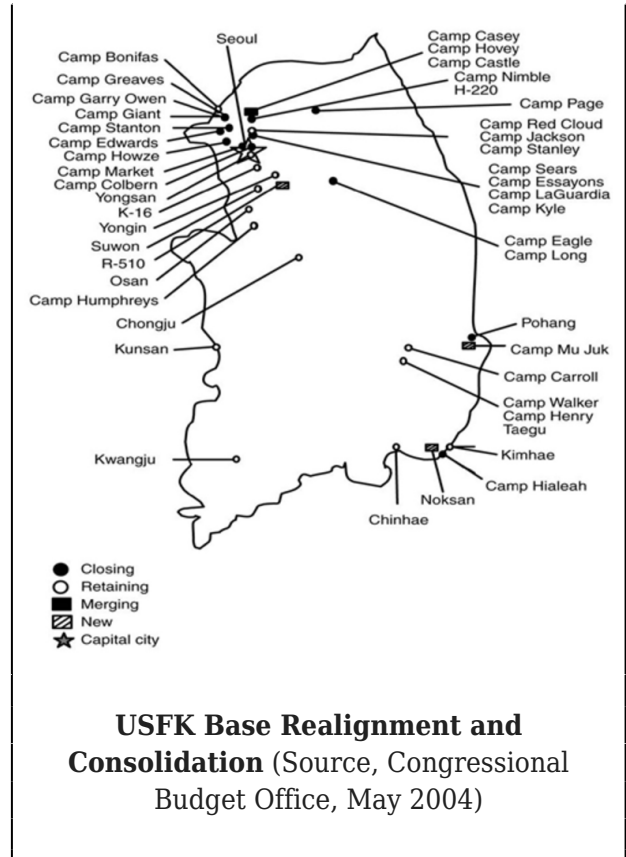 Seoul
Camp Bonifas
Camp Greaves
Camp Garry Owen
Camp Giant
Camp Stanton
Camp Edwards
Camp Howze
Camp Market
Camp Colbern
Yongsan
K-16
Yongin
Suwon
R-510
Osan
Camp Humphreys
Chongju
Kunsan
Kwangju
Camp Casey
Camp Hovey
Camp Castle
Camp Nimble
H-220
Camp Page
Camp Red Cloud
Camp Jackson
Camp Stanley
Camp Sears
Camp Essayons
Camp LaGuardia
Camp Kyle
Camp Eagle
Camp Long
Pohang
Camp Mu Juk
Camp Carroll
Camp Walker
Camp Henry
Taegu
Kimhae
Camp Hialeah
Noksan
Chinhae
Closing
Retaining
Merging
New
Capital city
USFK Base Realignment and
Consolidation (Source, Congressional
Budget Office, May 2004)